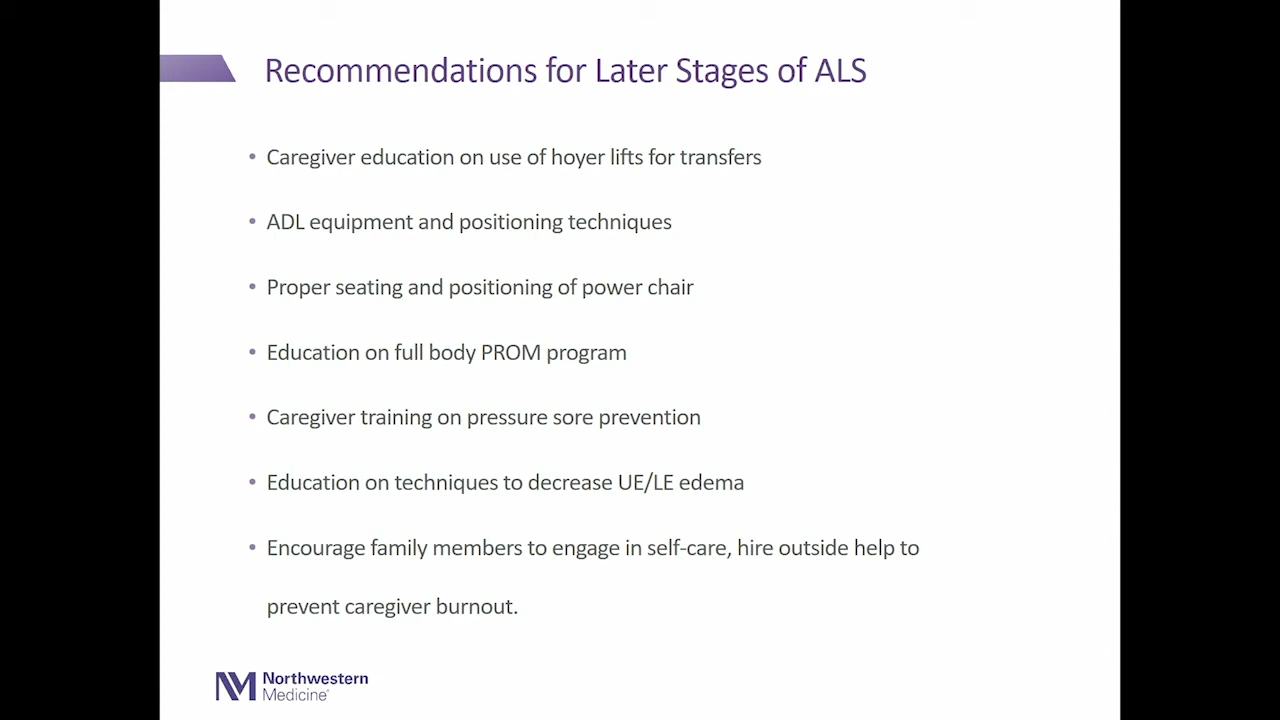 Recommendations for Later Stages of ALS
• Caregiver education on use of hoyer lifts for transfers
• ADL equipment and positioning techniques
• Proper seating and positioning of power chair
• Education on full body PROM program
• Caregiver training on pressure sore prevention
• Education on techniques to decrease UE/LE edema
• Encourage family members to engage in self-care, hire outside help to
prevent caregiver burnout.
NM Northwestern
Medicine®